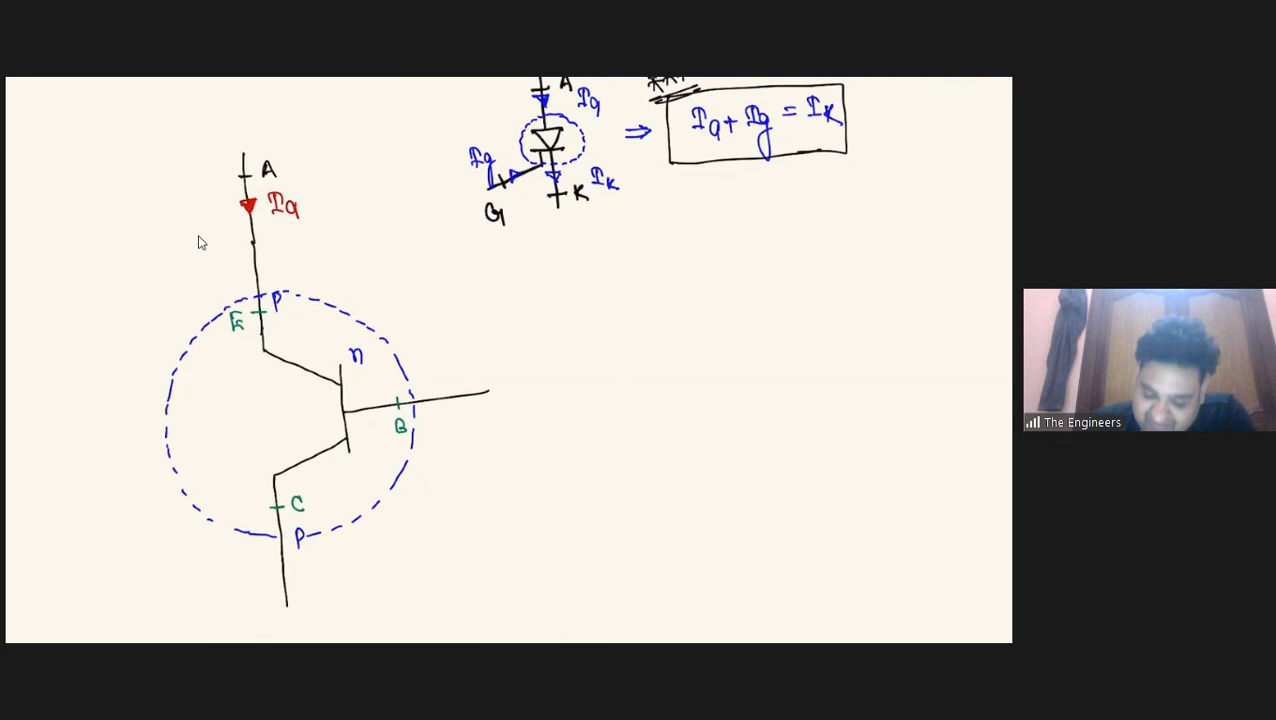 A
Ia
Ia + Ig = IK
Ig
IK
K
G
A
Ia
P
E
n
B
C
P
The Engineers